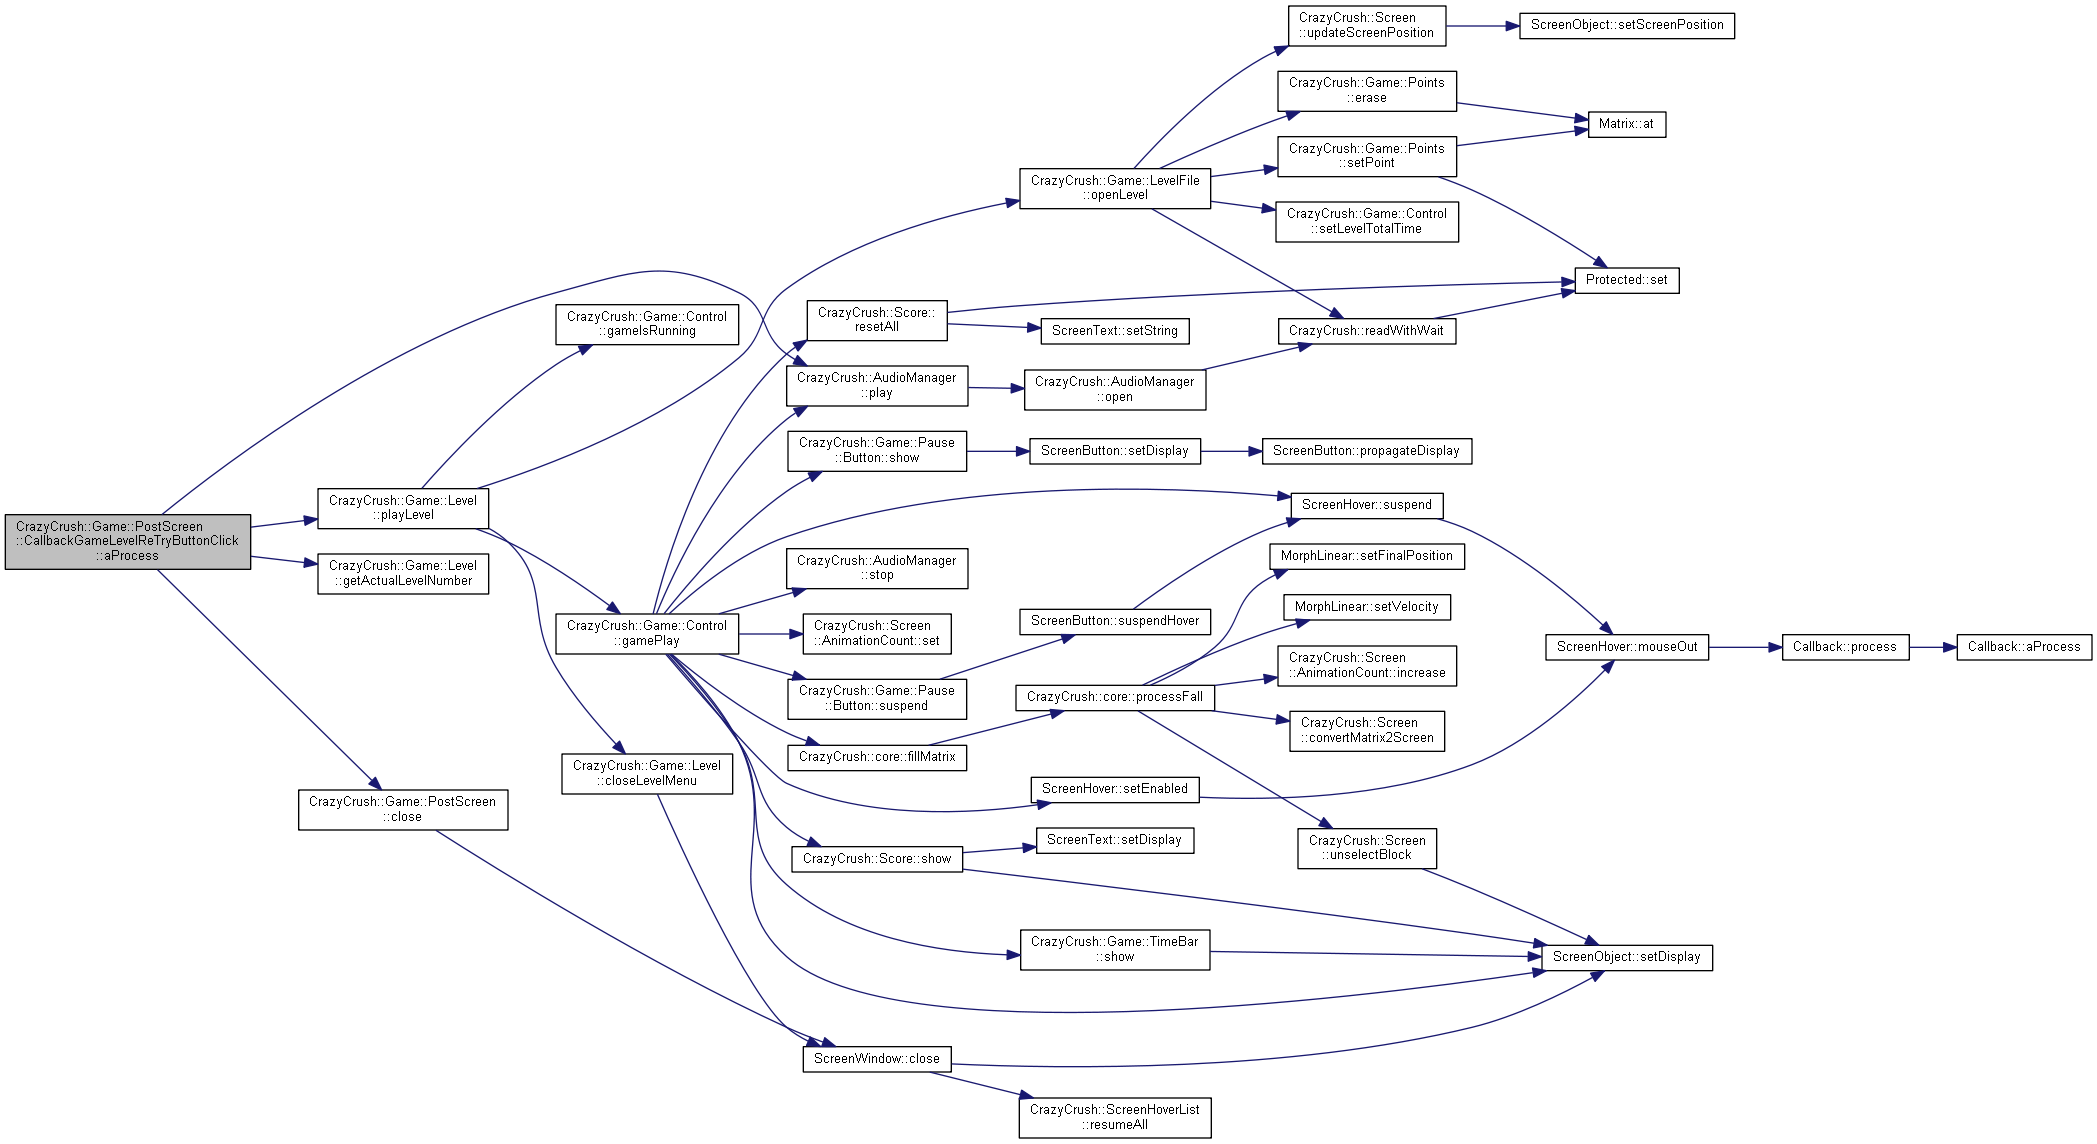 CrazyCrush::Game::PostScreen
::CallbackGameLevelReTryButtonClick
::aProcess
CrazyCrush::Game::Level
::playLevel
CrazyCrush::Game::Level
::getActualLevelNumber
CrazyCrush::Game::PostScreen
::close
CrazyCrush::Game::Control
::gameIsRunning
CrazyCrush::Game::Control
::gamePlay
CrazyCrush::Game::Level
::closeLevelMenu
CrazyCrush::Score::
resetAll
CrazyCrush::AudioManager
::play
CrazyCrush::Game::Pause
::Button::show
CrazyCrush::AudioManager
::stop
CrazyCrush::Screen
::AnimationCount::set
CrazyCrush::Game::Pause
::Button::suspend
CrazyCrush::core::fillMatrix
CrazyCrush::Score::show
ScreenWindow::close
CrazyCrush::Game::LevelFile
::openLevel
ScreenText::setString
CrazyCrush::AudioManager
::open
ScreenButton::setDisplay
ScreenButton::suspendHover
CrazyCrush::core::processFall
ScreenHover::setEnabled
ScreenText::setDisplay
CrazyCrush::Game::TimeBar
::show
CrazyCrush::ScreenHoverList
::resumeAll
CrazyCrush::Screen
::updateScreenPosition
CrazyCrush::Game::Points
::erase
CrazyCrush::Game::Points
::setPoint
CrazyCrush::Game::Control
::setLevelTotalTime
CrazyCrush::readWithWait
ScreenButton::propagateDisplay
ScreenHover::suspend
MorphLinear::setFinalPosition
MorphLinear::setVelocity
CrazyCrush::Screen
::AnimationCount::increase
CrazyCrush::Screen
::convertMatrix2Screen
CrazyCrush::Screen
::unselectBlock
ScreenObject::setScreenPosition
Matrix::at
Protected::set
ScreenHover::mouseOut
ScreenObject::setDisplay
Callback::process
Callback::aProcess